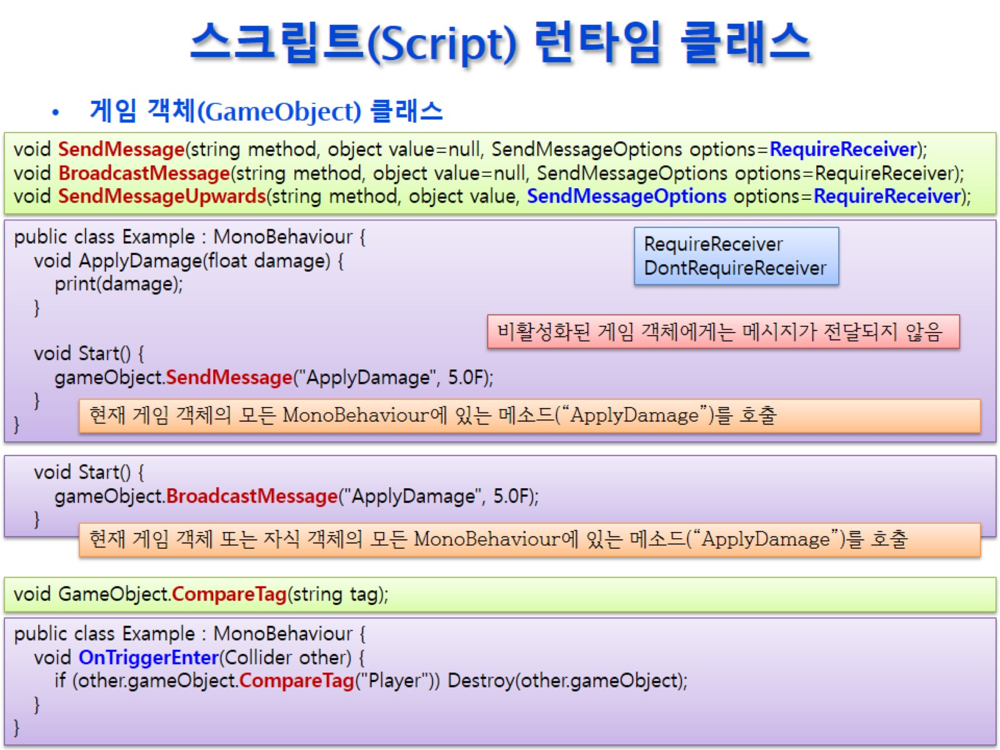 스크립트(Script) 런타임 클래스
• 게임 객체(GameObject) 클래스
void SendMessage(string method, object value=null, SendMessageOptions options=RequireReceiver);
void BroadcastMessage(string method, object value=null, SendMessageOptions options=RequireReceiver);
void SendMessageUpwards(string method, object value, SendMessageOptions options=RequireReceiver);
public class Example : MonoBehaviour {
void ApplyDamage(float damage) {
print(damage);
}
RequireReceiver
DontRequireReceiver
비활성화된 게임 객체에게는 메시지가 전달되지 않음
void Start() {
gameObject.SendMessage("ApplyDamage", 5.0F);
}
}
현재 게임 객체의 모든 MonoBehaviour에 있는 메소드(“ApplyDamage”)를 호출
void Start() {
gameObject.BroadcastMessage("ApplyDamage", 5.0F);
}
현재 게임 객체 또는 자식 객체의 모든 MonoBehaviour에 있는 메소드(“ApplyDamage”)를 호출
void GameObject.CompareTag(string tag);
public class Example : MonoBehaviour {
void OnTriggerEnter(Collider other) {
if (other.gameObject.CompareTag("Player")) Destroy(other.gameObject);
}
}